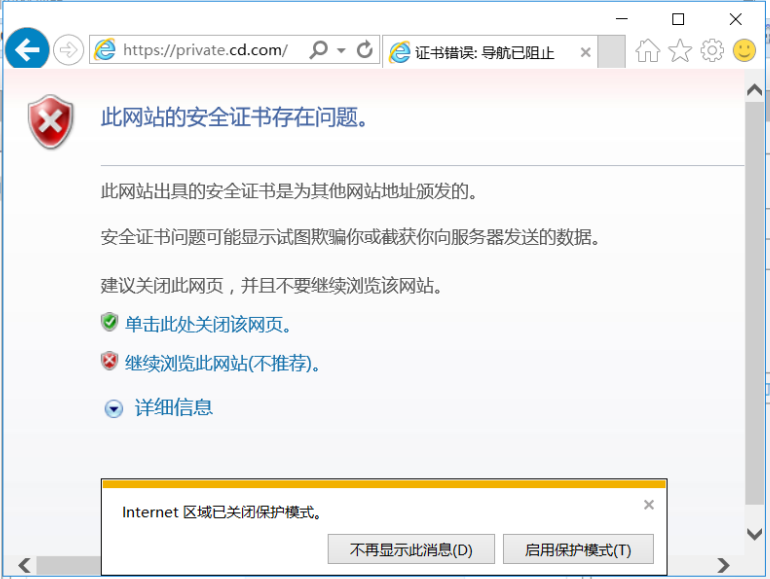 https://private.cd.com/
证书错误: 导航已阻止
此网站的安全证书存在问题。
此网站出具的安全证书是为其他网站地址颁发的。
安全证书问题可能显示试图欺骗你或截获你向服务器发送的数据。
建议关闭此网页，并且不要继续浏览该网站。
单击此处关闭该网页。
继续浏览此网站(不推荐)。
详细信息
Internet 区域已关闭保护模式。
不再显示此消息(D)
启用保护模式(T)